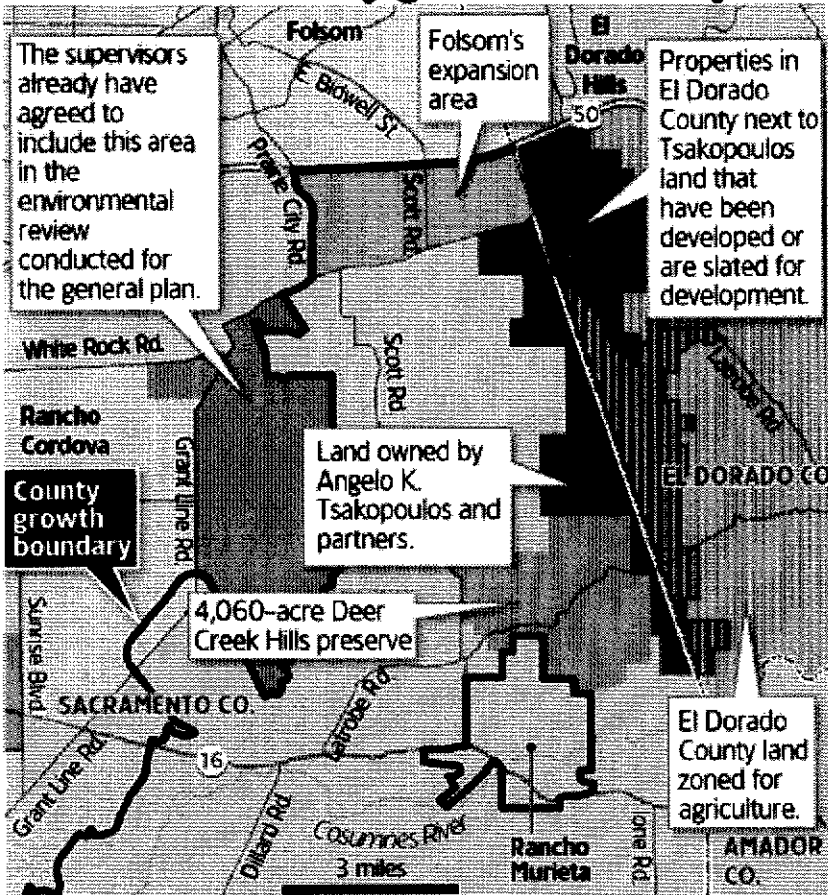 Folsom
El
Dorado
Hills
The supervisors
already have
agreed to
include this area
in the
environmental
review
conducted for
the general plan.
Folsom's
expansion
area
Properties in
El Dorado
County next to
Tsakopoulos
land that
have been
developed or
are slated for
development.
E. Bidwell St.
50
Prairie City Rd.
Scott Rd.
White Rock Rd.
Scott Rd.
Latrobe Rd.
Rancho
Cordova
Grant Line Rd.
Land owned by
Angelo K.
Tsakopoulos and
partners.
EL DORADO CO
County
growth
boundary
4,060-acre Deer
Creek Hills preserve
Sunrise Blvd.
SACRAMENTO CO.
Latrobe Rd.
El Dorado
County land
zoned for
agriculture.
Grant Line Rd.
16
Dillard Rd.
Cosumnes River
3 miles
Rancho
Murieta
Ione Rd.
AMADOR
CO.